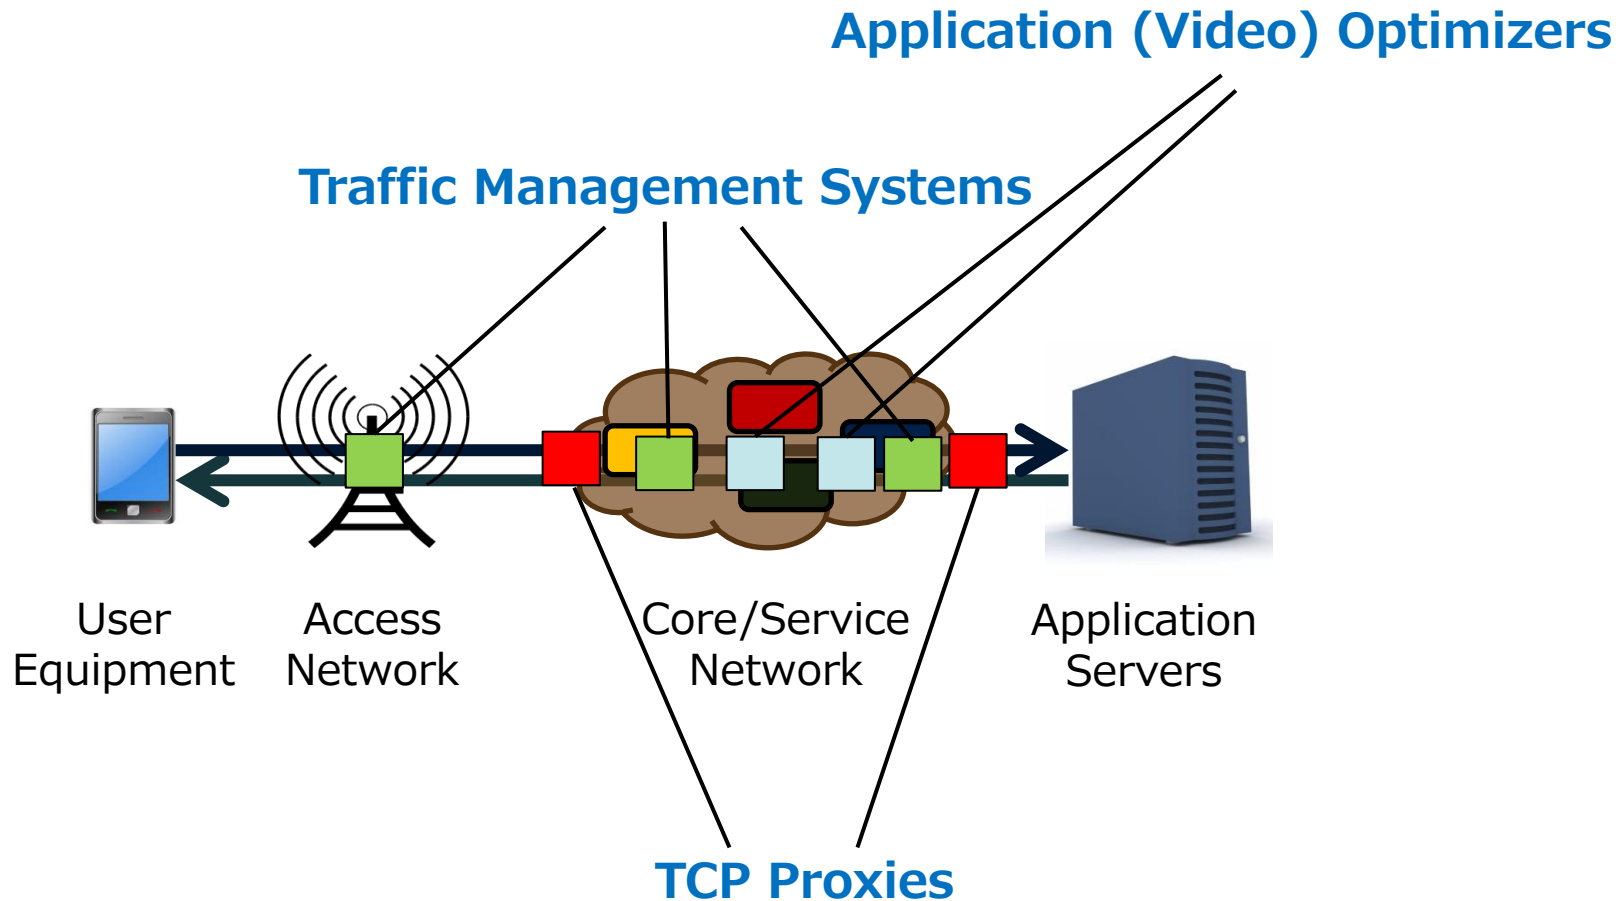 Application (Video) Optimizers
Traffic Management Systems
User
Equipment
Access
Network
Core/Service
Network
Application
Servers
TCP Proxies